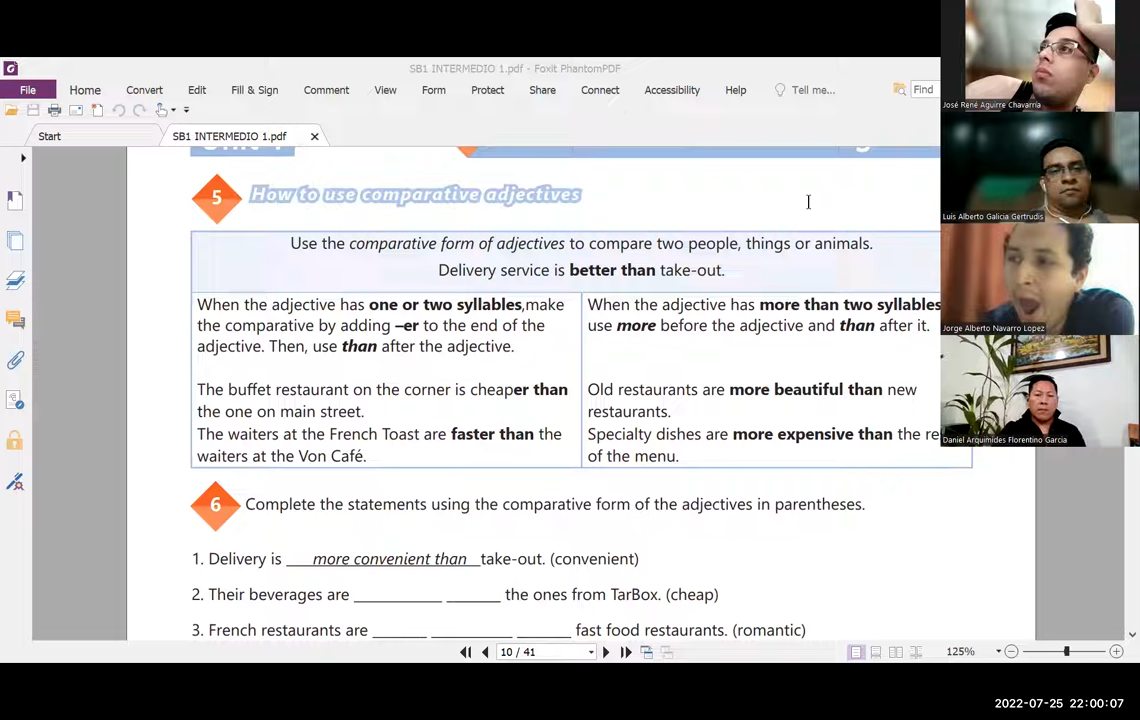 SB1 INTERMEDIO 1.pdf - Foxit PhantomPDF
File Home Convert Edit Fill & Sign Comment View Form Protect Share Connect Accessibility Help Tell me... Find
Start SB1 INTERMEDIO 1.pdf
5 How to use comparative adjectives
Use the comparative form of adjectives to compare two people, things or animals.
Delivery service is better than take-out.
When the adjective has one or two syllables,make
the comparative by adding –er to the end of the
adjective. Then, use than after the adjective.
The buffet restaurant on the corner is cheaper than
the one on main street.
The waiters at the French Toast are faster than the
waiters at the Von Café.
When the adjective has more than two syllables
use more before the adjective and than after it.
Old restaurants are more beautiful than new
restaurants.
Specialty dishes are more expensive than the re
of the menu.
6 Complete the statements using the comparative form of the adjectives in parentheses.
1. Delivery is ___more convenient than__take-out. (convenient)
2. Their beverages are __________ ______ the ones from TarBox. (cheap)
3. French restaurants are ______ _________ ______ fast food restaurants. (romantic)
10 / 41
125%
José René Aguirre Chavarría
Luis Alberto Galicia Gertrudis
Jorge Alberto Navarro Lopez
Daniel Arquimides Florentino Garcia
2022-07-25 22:00:07